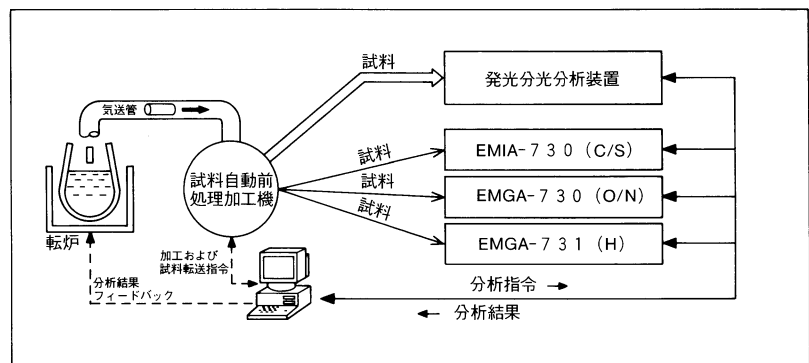 試料
発光分光分析装置
気送管
試料自動前
処理加工機
試料
EMIA-730 (C/S)
試料
EMGA-730 (O/N)
試料
EMGA-731 (H)
転炉
加工および
試料転送指令
分析結果
フィードバック
分析指令 →
← 分析結果